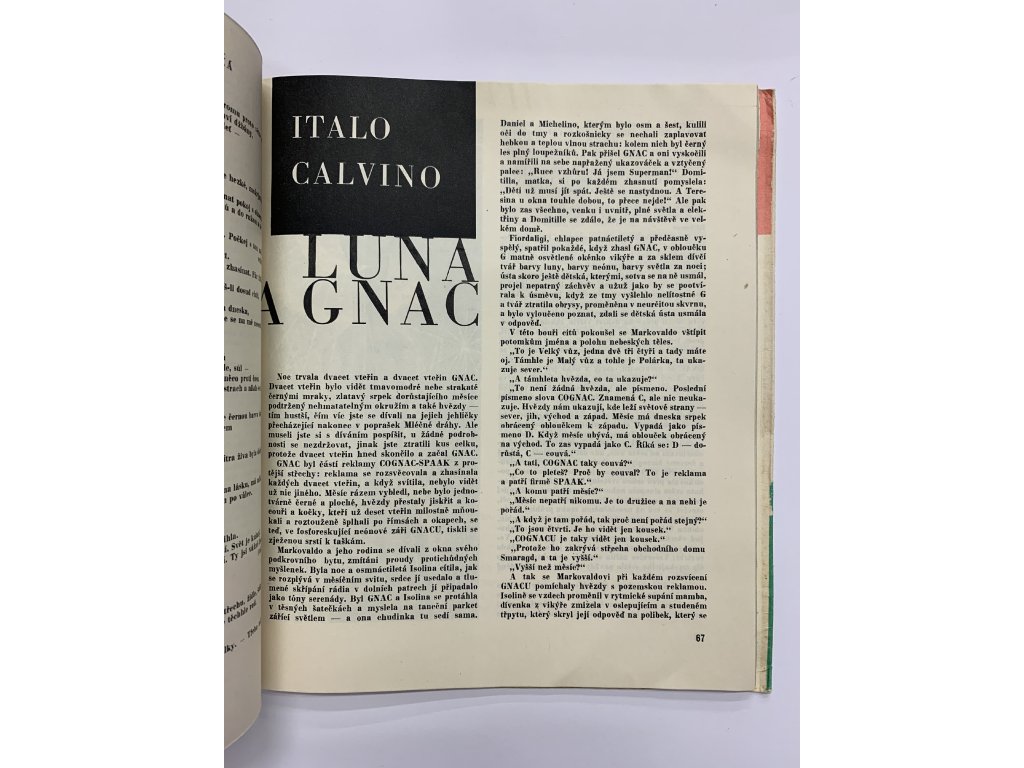 ITALO
CALVINO
LUNA
A GNAC
Noc trvala dvacet vteřin a dvacet vteřin GNAC.
Dvacet vteřin bylo vidět tmavomodré nebe strakaté
černými mraky, zlatavý srpek dorůstajícího měsíce
podtržený nehmatatelným okružím a také hvězdy —
tím hustší, čím víc jste se dívali na jejich jehličky
přecházející nakonec v poprašek Mléčné dráhy. Ale
museli jste si s díváním pospíšit, u žádné podrob-
nosti se nezdržovat, jinak jste ztratili kus celku,
protože dvacet vteřin hned skončilo a začal GNAC.
GNAC byl částí reklamy COGNAC-SPAAK z pro-
tější střechy: reklama se rozsvěcovala a zhasínala
každých dvacet vteřin, a když svítila, nebylo vidět
už nic jiného. Měsíc rázem vybledl, nebe bylo jedno-
tvárně černé a ploché, hvězdy přestaly jiskřit a ko-
couři a kočky, kteří už deset vteřin milostně mňou-
kali a roztouženě šplhali po římsách a okapech, se
teď, ve fosforeskující neónové záři GNACU, tiskli se
zježenou srstí k taškám.
Markovaldo a jeho rodina se dívali z okna svého
podkrovního bytu, zmítáni proudy protichůdných
myšlenek. Byla noc a osmnáctiletá Isolina cítila, jak
se rozplývá v měsíčním svitu, srdce jí usedalo a tlu-
mené skřípání rádia v dolních patrech jí připadalo
jako tóny serenády. Byl GNAC a Isolina se protáhla
v těsných šatečkách a myslela na taneční parket
zářící světlem — a ona chudinka tu sedí sama.
Daniel a Michelino, kterým bylo osm a šest, kulili
oči do tmy a rozkošnicky se nechali zaplavovat
hebkou a teplou vlnou strachu: kolem nich byl černý
les plný loupežníků. Pak přišel GNAC a oni vyskočili
a namířili na sebe napřažený ukazováček a vztyčený
palec: „Ruce vzhůru! Já jsem Superman!“ Domi-
tilla, matka, si po každém zhasnutí pomyslela:
„Děti už musí jít spát. Ještě se nastydnou. A Tere-
sina u okna touhle dobou, to přece nejde!“ Ale pak
bylo zas všechno, venku i uvnitř, plné světla a elek-
třiny a Domitille se zdálo, že je na návštěvě ve vel-
kém domě.
Fiordaligi, chlapec patnáctiletý a předčasně vy-
spělý, spatřil pokaždé, když zhasl GNAC, v obloučku
G matně osvětlené okénko vikýře a za sklem dívčí
tvář barvy luny, barvy neónu, barvy světla za noci;
ústa skoro ještě dětská, kterými, sotva se na ně usmál,
projel nepatrný záchvěv a užuž jako by se pootví-
rala k úsměvu, když ze tmy vyšlehlo nelítostné G
a tvář ztratila obrysy, proměněna v neurčitou skvrnu,
a bylo vyloučeno poznat, zdali se dětská ústa usmála
v odpověď.
V této bouři citů pokoušel se Markovaldo vštípit
potomkům jména a polohu nebeských těles.
„To je Velký vůz, jedna dvě tři čtyři a tady máte
oj. Támhle je Malý vůz a tohle je Polárka, ta uka-
zuje sever.“
„A támhleta hvězda, co ta ukazuje?“
„To není žádná hvězda, ale písmeno. Poslední
písmeno slova COGNAC. Znamená C, ale nic neuka-
zuje. Hvězdy nám ukazují, kde leží světové strany —
sever, jih, východ a západ. Měsíc má dneska srpek
obrácený obloučkem k západu. Vypadá jako pís-
meno D. Když měsíc ubývá, má oblouček obrácený
na východ. To zas vypadá jako C. Říká se: D — do-
růstá, C — couvá.“
„A tati, COGNAC taky couvá?“
„Co to pleteš? Proč by couval? To je reklama
a patří firmě SPAAK.“
„A komu patří měsíc?“
„Měsíc nepatří nikomu. Je to družice a na nebi je
pořád.“
„A když je tam pořád, tak proč není pořád stejný?“
„To jsou čtvrti. Je ho vidět jen kousek.“
„COGNACU je taky vidět jen kousek.“
„Protože ho zakrývá střecha obchodního domu
Smaragd, a ta je vyšší.“
„Vyšší než měsíc?“
A tak se Markovaldovi při každém rozsvícení
GNACU pomíchaly hvězdy s pozemskou reklamou.
Isolině se vzdech proměnil v rytmické supání mamba,
dívenka z vikýře zmizela v oslepujícím a studeném
třpytu, který skryl její odpověď na polibek, který se
67